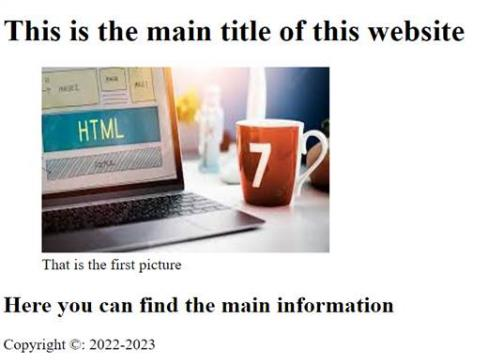 This is the main title of this website
HTML
7
That is the first picture
Here you can find the main information
Copyright ©: 2022-2023